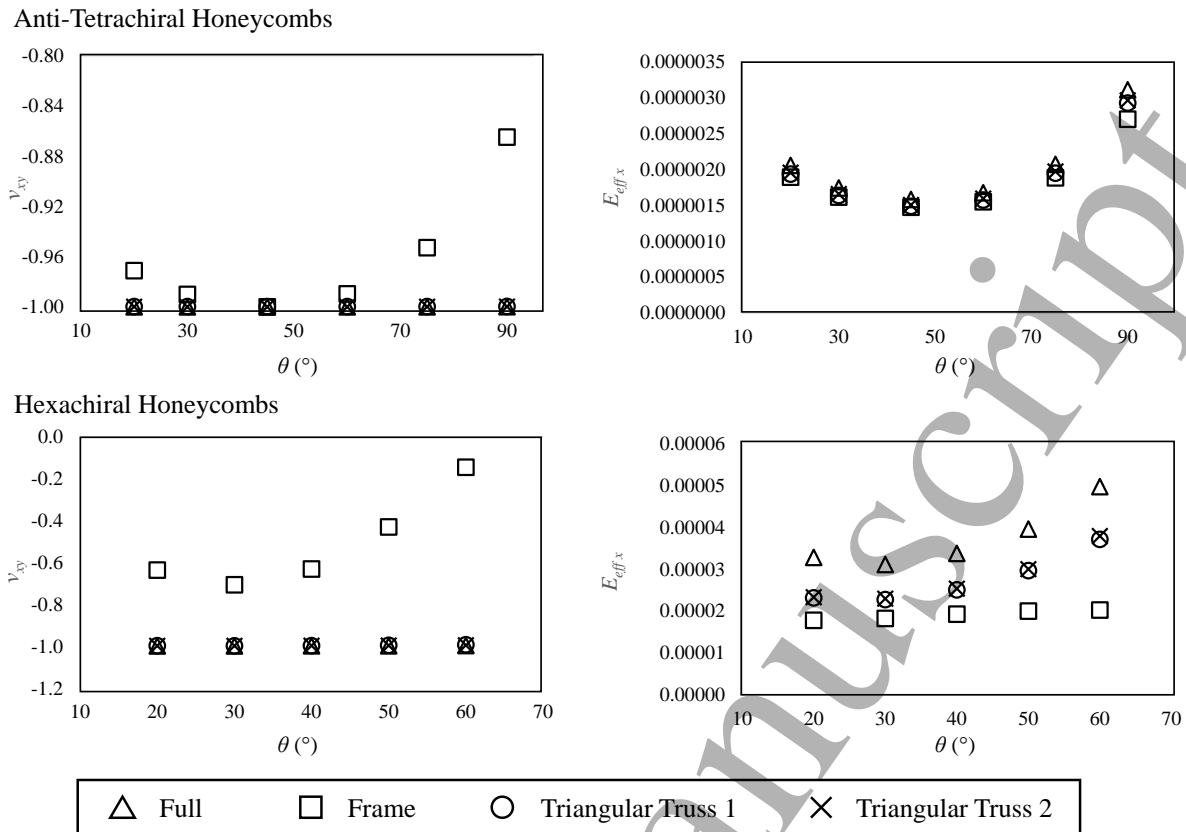 Anti-Tetrachiral Honeycombs
-0.80
-0.84
-0.88
-0.92
-0.96
-1.00
10 30 50 70 90
v_xy
θ (°)
0.0000035
0.0000030
0.0000025
0.0000020
0.0000015
0.0000010
0.0000005
0.0000000
10 30 50 70 90
E_eff x
θ (°)
Hexachiral Honeycombs
0.0
-0.2
-0.4
-0.6
-0.8
-1.0
-1.2
10 20 30 40 50 60 70
v_xy
θ (°)
0.00006
0.00005
0.00004
0.00003
0.00002
0.00001
0.00000
10 20 30 40 50 60 70
E_eff x
θ (°)
Full Frame Triangular Truss 1 Triangular Truss 2
anuscript